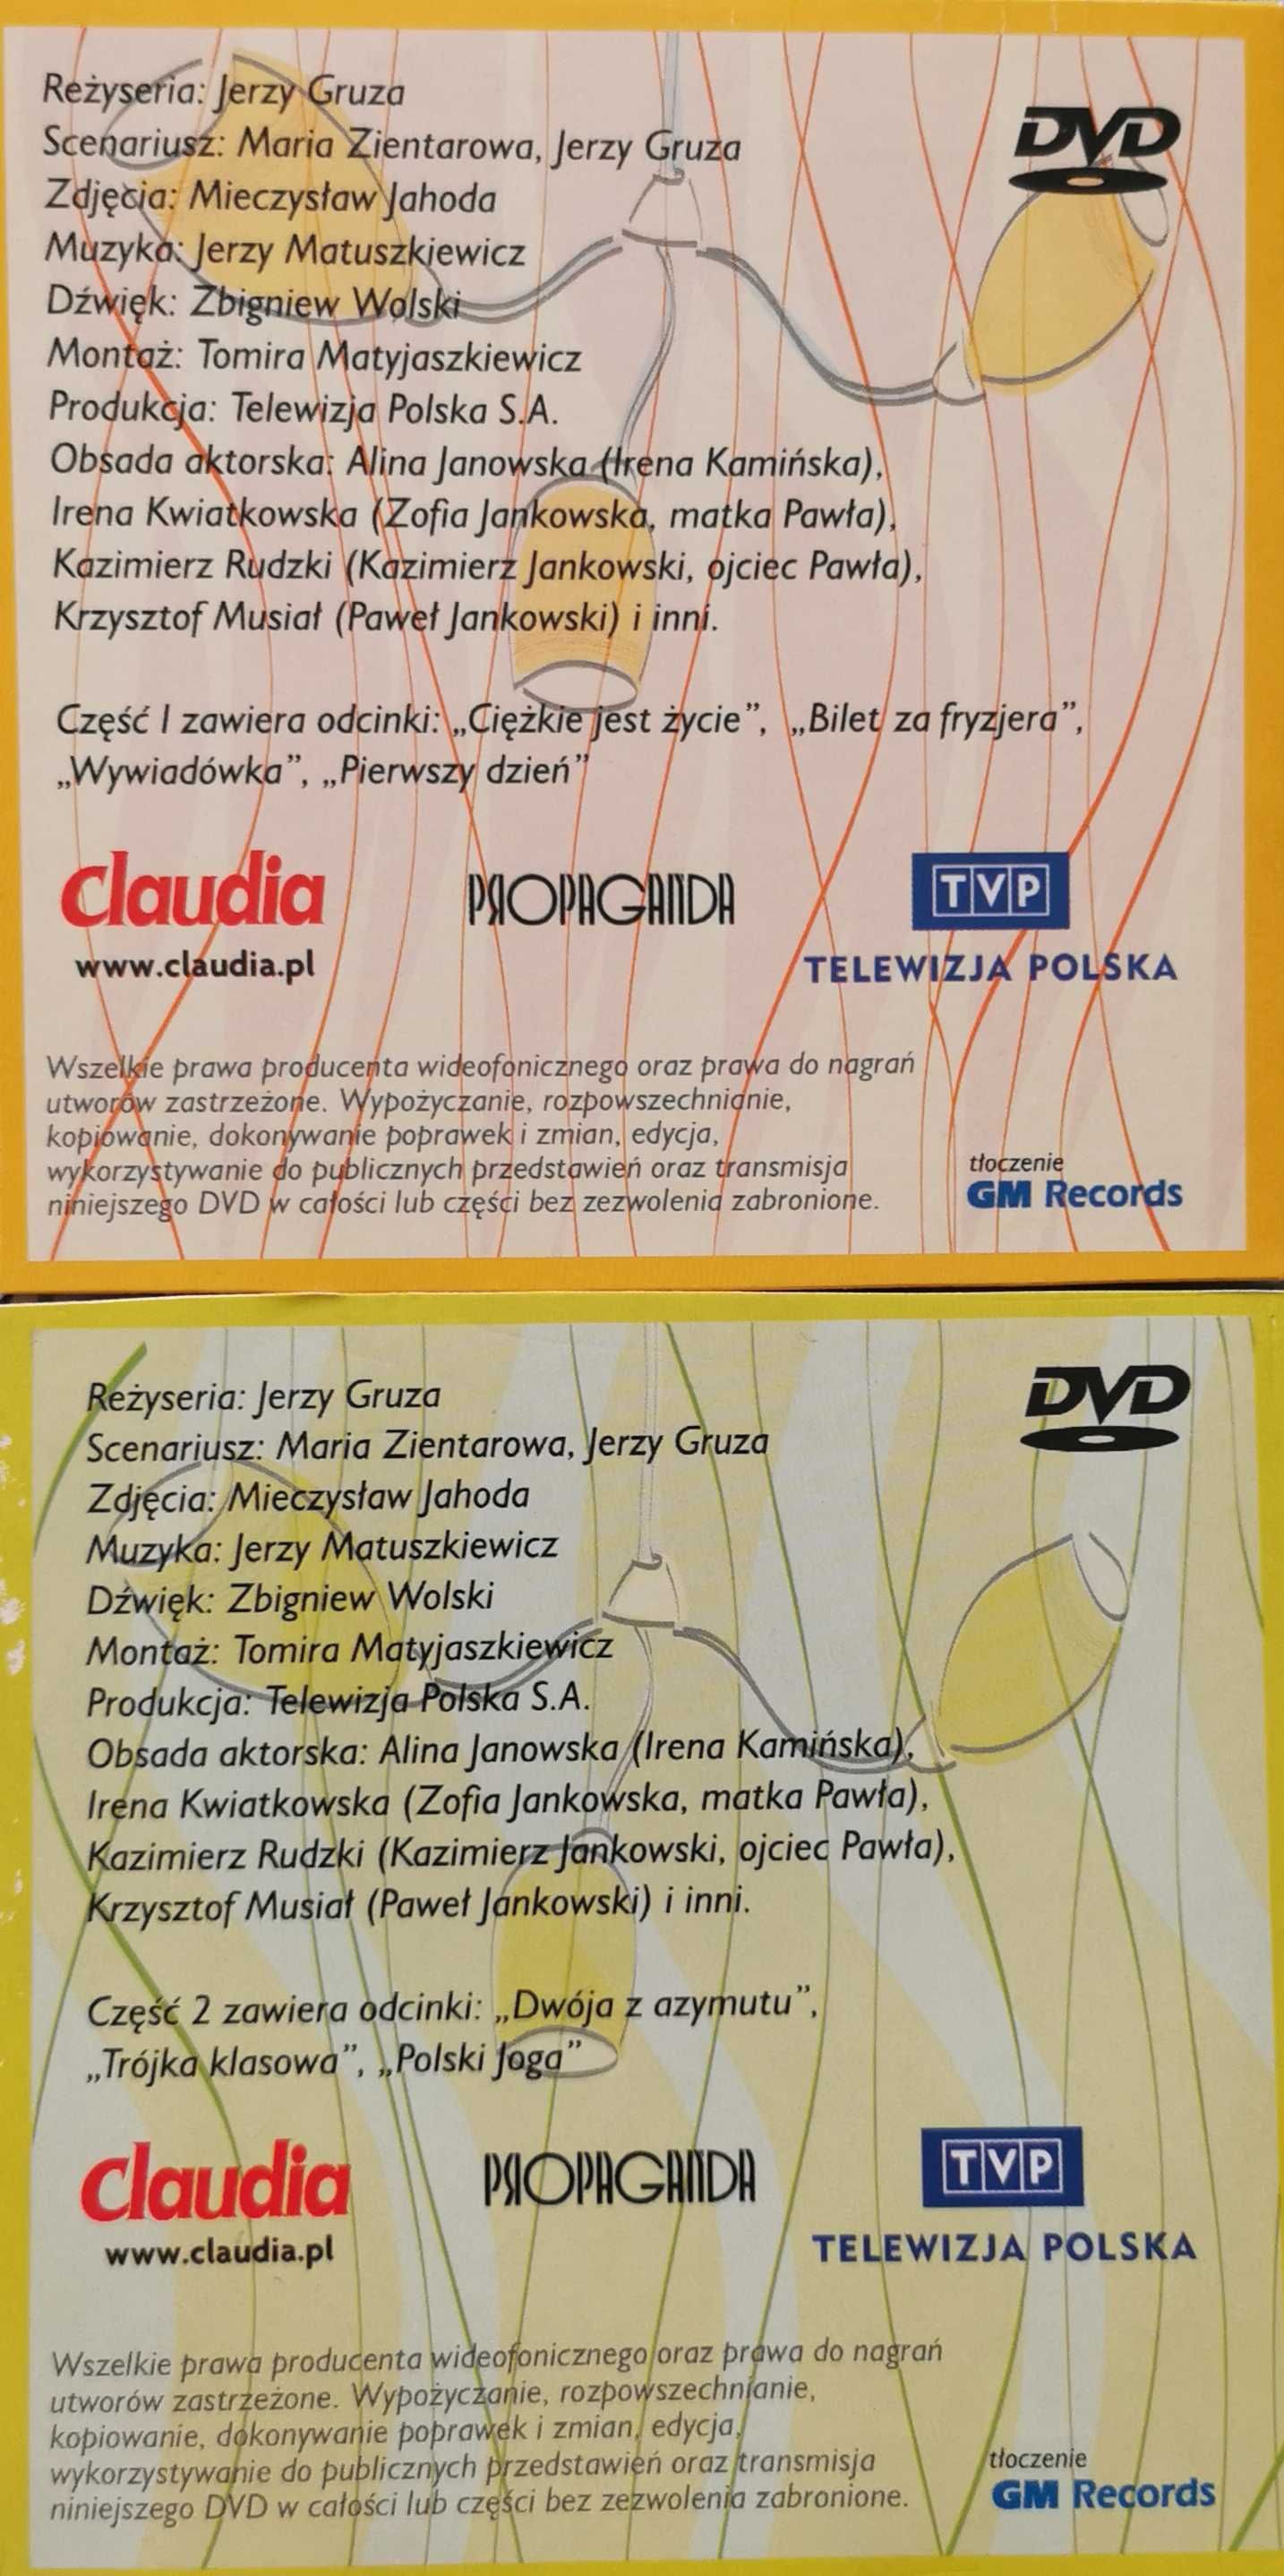 Reżyseria: Jerzy Gruza
DVD
Scenariusz: Maria Zientarowa, Jerzy Gruza
Zdjęcia: Mieczysław Jahoda
Muzyka: Jerzy Matuszkiewicz
Dźwięk: Zbigniew Wolski
Montaż: Tomira Matyjaszkiewicz
Produkcja: Telewizja Polska S.A.
Obsada aktorska: Alina Janowska (Irena Kamińska),
Irena Kwiatkowska (Zofia Jankowska, matka Pawła),
Kazimierz Rudzki (Kazimierz Jankowski, ojciec Pawła),
Krzysztof Musiał (Paweł Jankowski) i inni.
Część I zawiera odcinki: „Ciężkie jest życie”, „Bilet za fryzjera”,
„Wywiadówka”, „Pierwszy dzień”
Claudia
PROPAGANDA
TVP
www.claudia.pl
TELEWIZJA POLSKA
Wszelkie prawa producenta wideofonicznego oraz prawa do nagrań
utworów zastrzeżone. Wypożyczanie, rozpowszechnianie,
kopiowanie, dokonywanie poprawek i zmian, edycja,
wykorzystywanie do publicznych przedstawień oraz transmisja
niniejszego DVD w całości lub części bez zezwolenia zabronione.
tłoczenie
GM Records
Reżyseria: Jerzy Gruza
DVD
Scenariusz: Maria Zientarowa, Jerzy Gruza
Zdjęcia: Mieczysław Jahoda
Muzyka: Jerzy Matuszkiewicz
Dźwięk: Zbigniew Wolski
Montaż: Tomira Matyjaszkiewicz
Produkcja: Telewizja Polska S.A.
Obsada aktorska: Alina Janowska (Irena Kamińska),
Irena Kwiatkowska (Zofia Jankowska, matka Pawła),
Kazimierz Rudzki (Kazimierz Jankowski, ojciec Pawła),
Krzysztof Musiał (Paweł Jankowski) i inni.
Część 2 zawiera odcinki: „Dwója z azymutu”,
„Trójka klasowa”, „Polski Joga”
Claudia
PROPAGANDA
TVP
www.claudia.pl
TELEWIZJA POLSKA
Wszelkie prawa producenta wideofonicznego oraz prawa do nagrań
utworów zastrzeżone. Wypożyczanie, rozpowszechnianie,
kopiowanie, dokonywanie poprawek i zmian, edycja,
wykorzystywanie do publicznych przedstawień oraz transmisja
niniejszego DVD w całości lub części bez zezwolenia zabronione.
tłoczenie
GM Records